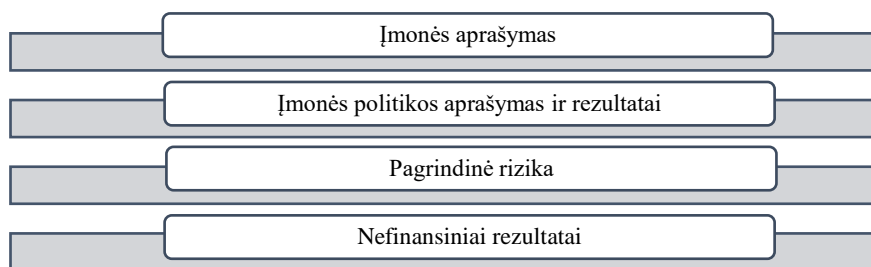 Įmonės aprašymas
Įmonės politikos aprašymas ir rezultatai
Pagrindinė rizika
Nefinansiniai rezultatai